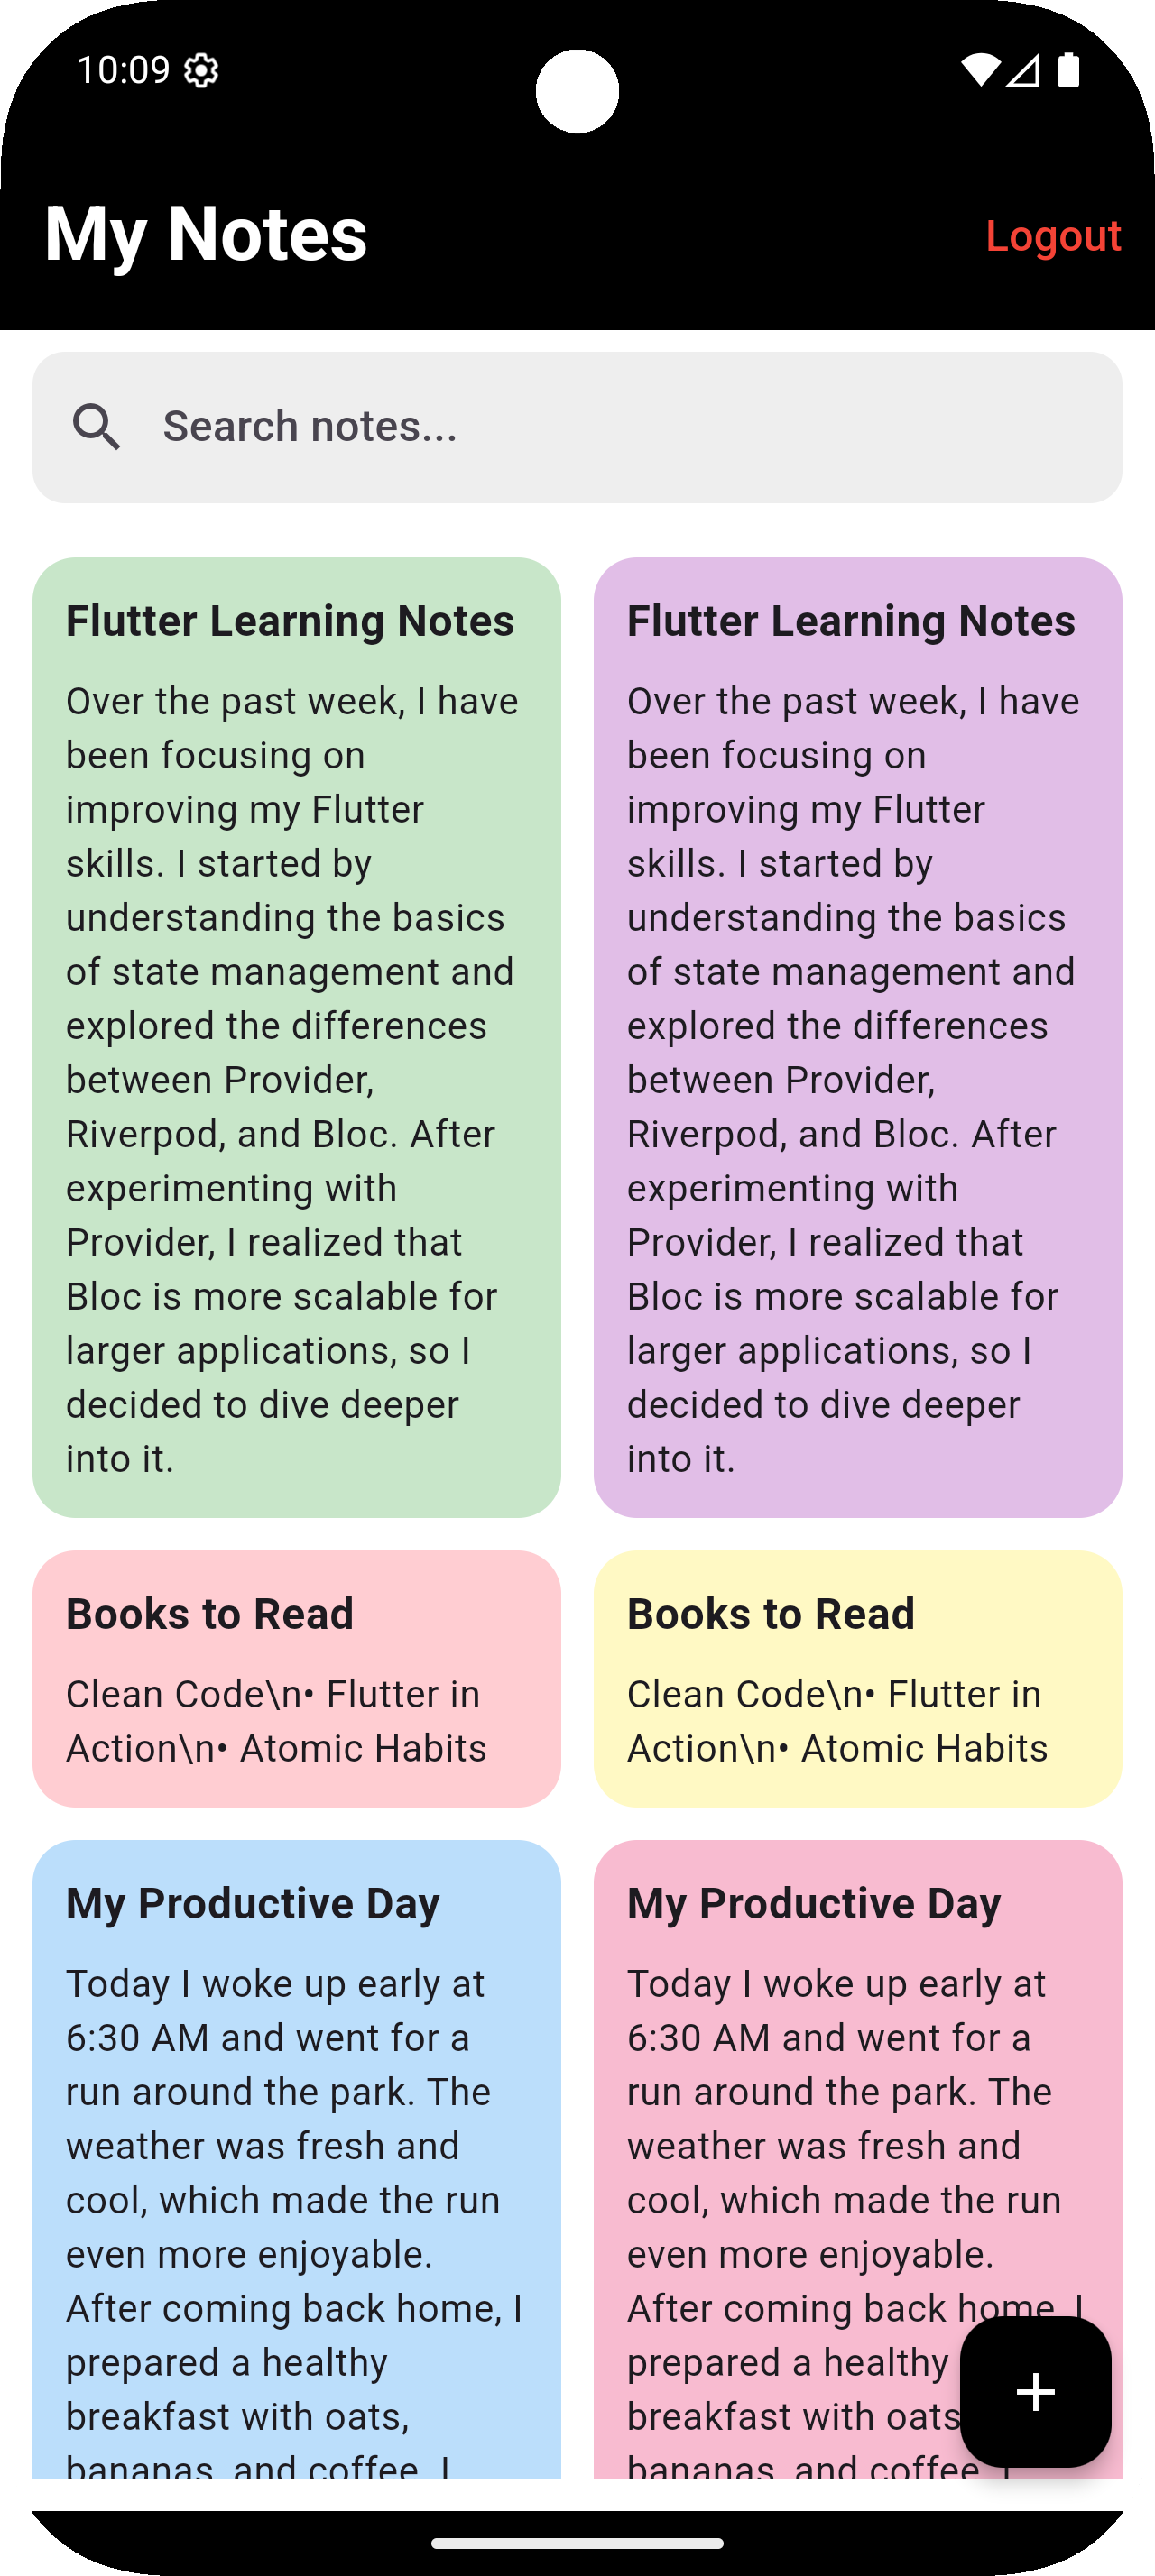 10:09
My Notes
Logout
Search notes...
Flutter Learning Notes
Over the past week, I have
been focusing on
improving my Flutter
skills. I started by
understanding the basics
of state management and
explored the differences
between Provider,
Riverpod, and Bloc. After
experimenting with
Provider, I realized that
Bloc is more scalable for
larger applications, so I
decided to dive deeper
into it.
Flutter Learning Notes
Over the past week, I have
been focusing on
improving my Flutter
skills. I started by
understanding the basics
of state management and
explored the differences
between Provider,
Riverpod, and Bloc. After
experimenting with
Provider, I realized that
Bloc is more scalable for
larger applications, so I
decided to dive deeper
into it.
Books to Read
Clean Code\n• Flutter in
Action\n• Atomic Habits
Books to Read
Clean Code\n• Flutter in
Action\n• Atomic Habits
My Productive Day
Today I woke up early at
6:30 AM and went for a
run around the park. The
weather was fresh and
cool, which made the run
even more enjoyable.
After coming back home, I
prepared a healthy
breakfast with oats,
bananas, and coffee. I
My Productive Day
Today I woke up early at
6:30 AM and went for a
run around the park. The
weather was fresh and
cool, which made the run
even more enjoyable.
After coming back home, I
prepared a healthy
breakfast with oats
bananas, and coffee. I